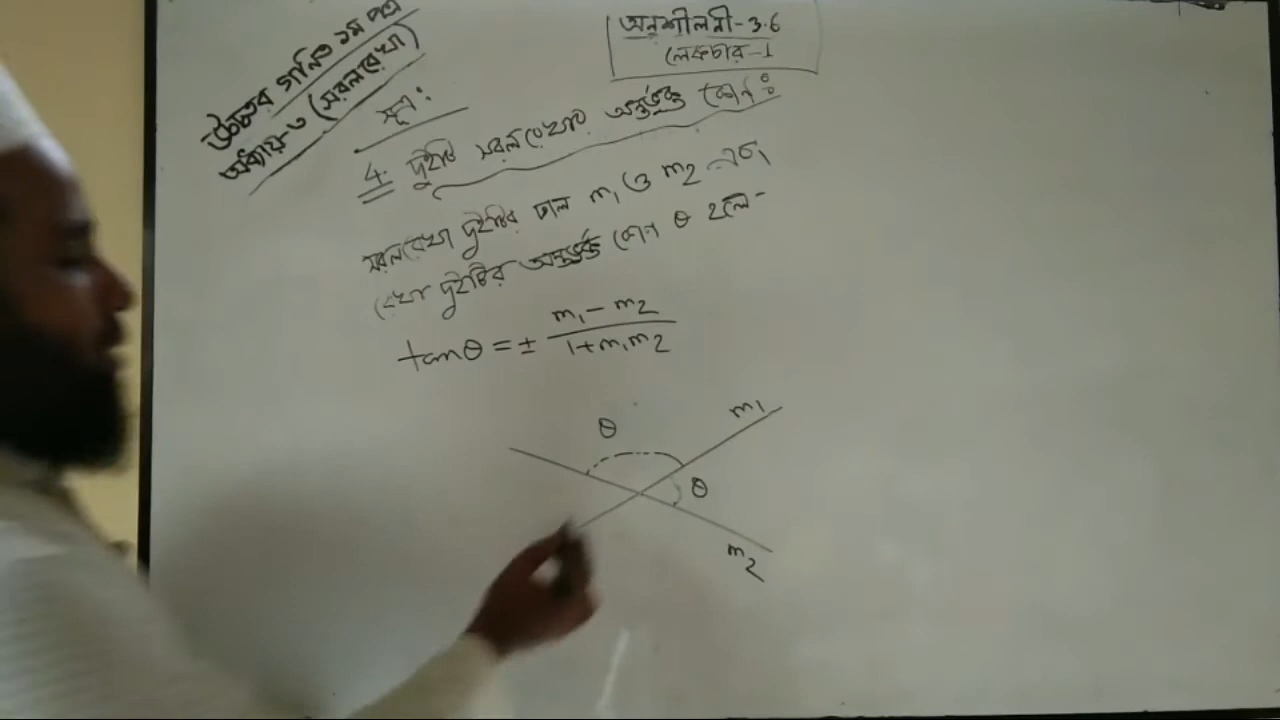 উচ্চতর গনিত ১ম পত্র
অধ্যায়-৩ (সরলরেখা)
অনুশীলনী-3.6
লেকচার-1
সূত্র:
4. দুইটি সরলরেখার অন্তর্ভুক্ত কোণ:
সরলরেখা দুইটির ঢাল m₁ ও m₂ এবং
রেখা দুইটির অন্তর্ভুক্ত কোণ θ হলে-
tanθ = ± (m₁ - m₂)/(1+m₁m₂)
m₁
θ
θ
m₂